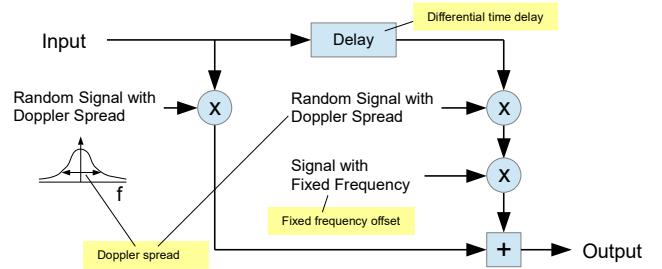 Differential time delay
Input
Delay
Random Signal with
Doppler Spread
X
Random Signal with
Doppler Spread
X
Signal with
Fixed Frequency
X
f
Fixed frequency offset
Doppler spread
+
Output